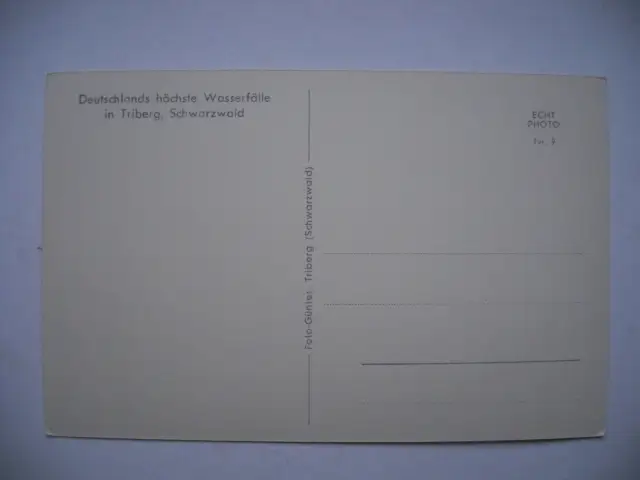 Deutschlands höchste Wasserfälle
in Triberg, Schwarzwald
Foto-Günter, Triberg (Schwarzwald)
ECHT
PHOTO